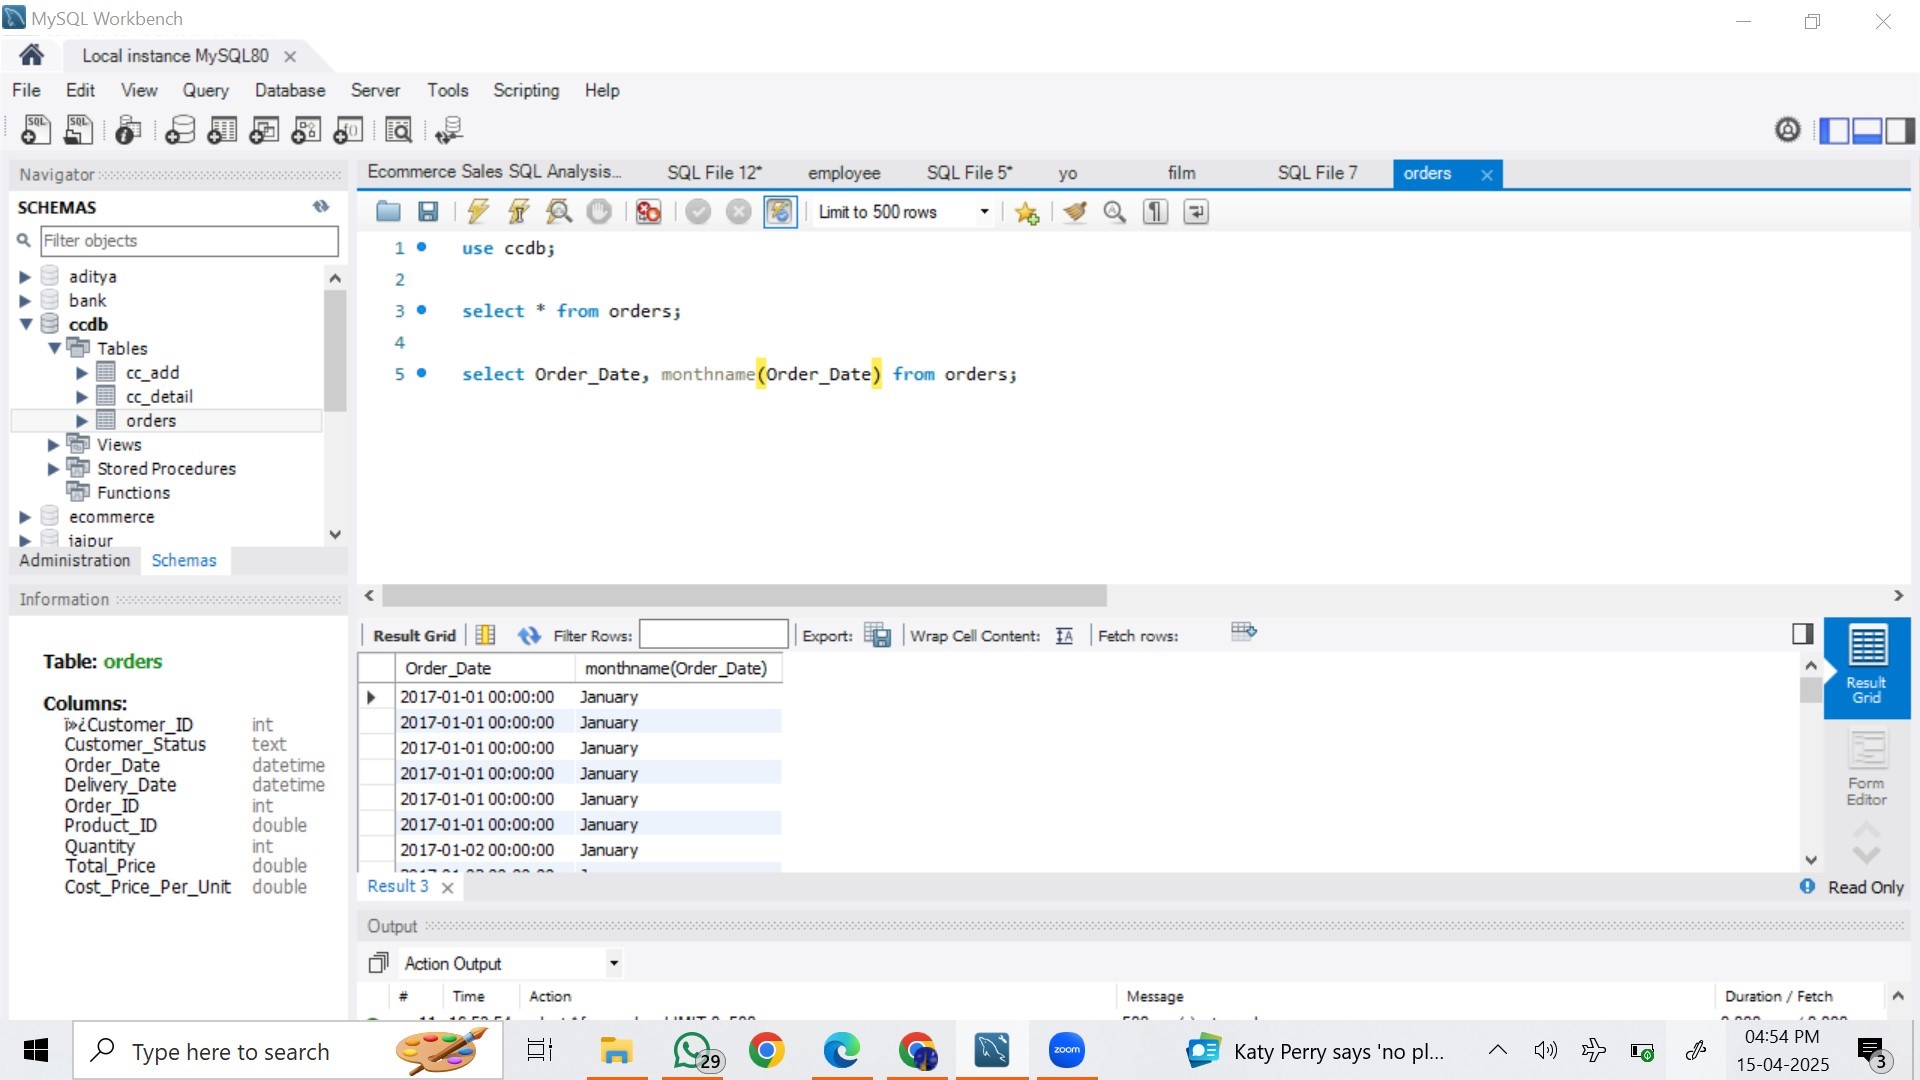 MySQL Workbench
Local instance MySQL80
File Edit View Query Database Server Tools Scripting Help
Navigator
SCHEMAS
Filter objects
aditya
bank
ccdb
Tables
cc_add
cc_detail
orders
Views
Stored Procedures
Functions
ecommerce
jaipur
Administration Schemas
Information
Table: orders
Columns:
ï»¿Customer_ID int
Customer_Status text
Order_Date datetime
Delivery_Date datetime
Order_ID int
Product_ID double
Quantity int
Total_Price double
Cost_Price_Per_Unit double
Ecommerce Sales SQL Analysis... SQL File 12* employee SQL File 5* yo film SQL File 7 orders
Limit to 500 rows
1 use ccdb;
2
3 select * from orders;
4
5 select Order_Date, monthname(Order_Date) from orders;
Result Grid Filter Rows: Export: Wrap Cell Content: Fetch rows:
Order_Date monthname(Order_Date)
2017-01-01 00:00:00 January
2017-01-01 00:00:00 January
2017-01-01 00:00:00 January
2017-01-01 00:00:00 January
2017-01-01 00:00:00 January
2017-01-01 00:00:00 January
2017-01-02 00:00:00 January
Result Grid
Form Editor
Result 3
Read Only
Output
Action Output
# Time Action Message Duration / Fetch
Type here to search
29
zoom
Katy Perry says 'no pl...
04:54 PM
15-04-2025
3